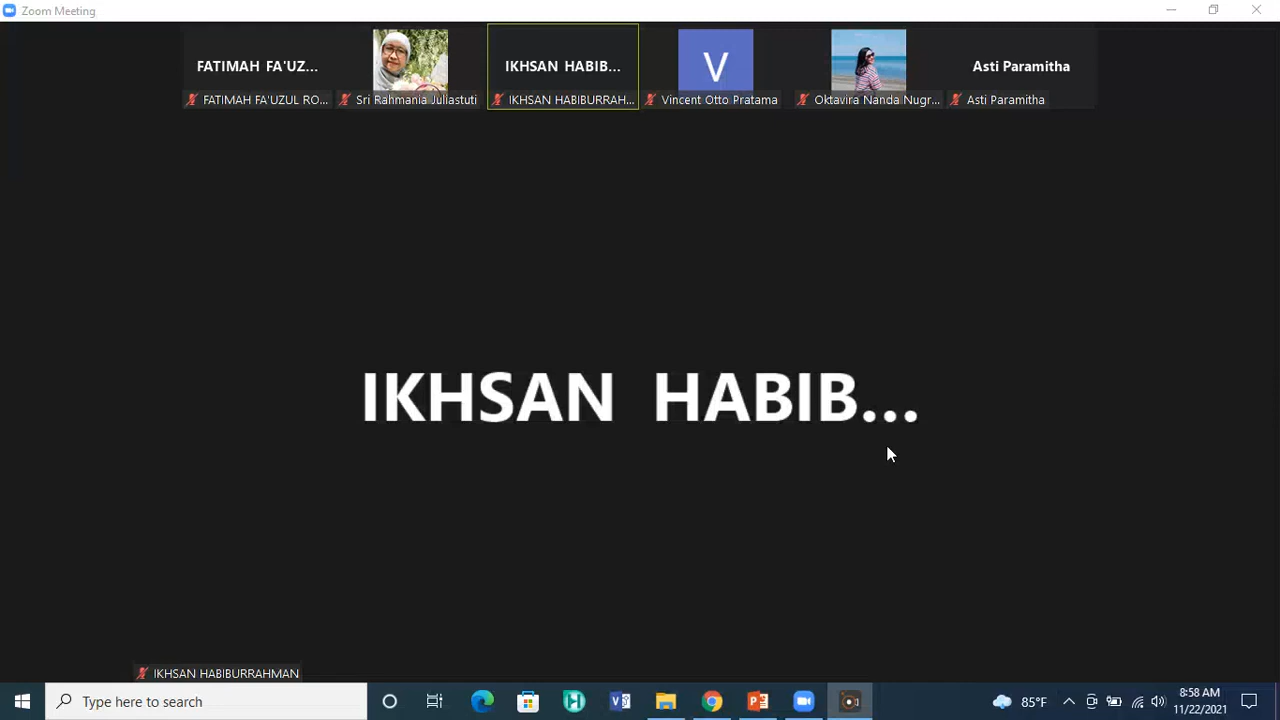 Zoom Meeting
FATIMAH FA'UZ...
IKHSAN HABIB...
V
Asti Paramitha
FATIMAH FA'UZUL RO...
Sri Rahmania Juliastuti
IKHSAN HABIBURRAH...
Vincent Otto Pratama
Oktavira Nanda Nugr...
Asti Paramitha
IKHSAN HABIB...
IKHSAN HABIBURRAHMAN
Type here to search
85°F
8:58 AM
11/22/2021